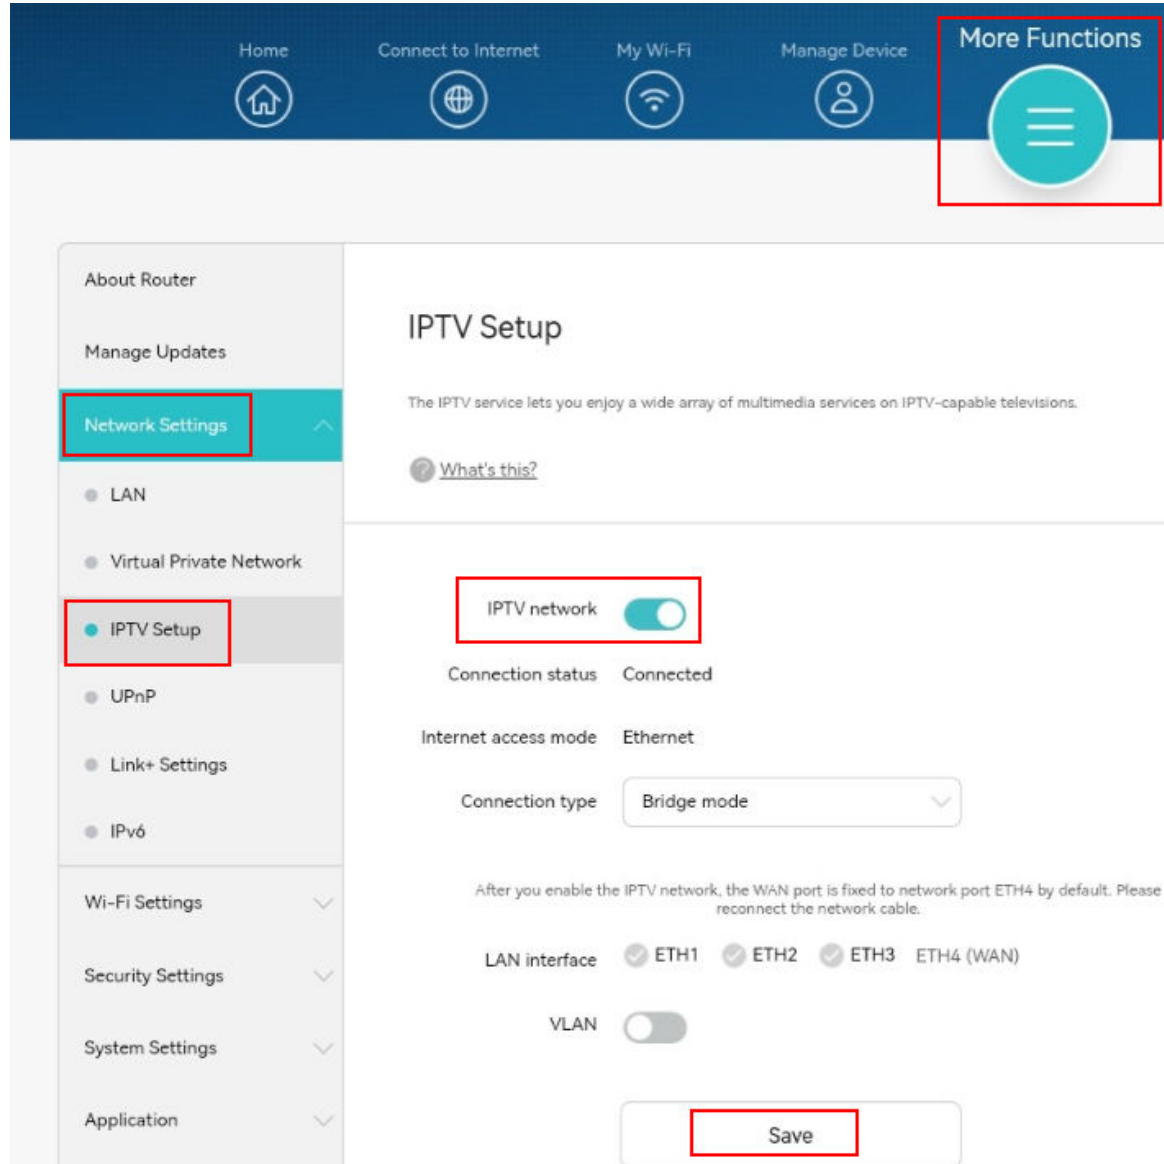 Home
Connect to Internet
My Wi-Fi
Manage Device
More Functions
About Router
Manage Updates
Network Settings
LAN
Virtual Private Network
IPTV Setup
UPnP
Link+ Settings
IPv6
Wi-Fi Settings
Security Settings
System Settings
Application
IPTV Setup
The IPTV service lets you enjoy a wide array of multimedia services on IPTV-capable televisions.
? What's this?
IPTV network
Connection status Connected
Internet access mode Ethernet
Connection type Bridge mode
After you enable the IPTV network, the WAN port is fixed to network port ETH4 by default. Please
reconnect the network cable.
LAN interface ETH1 ETH2 ETH3 ETH4 (WAN)
VLAN
Save